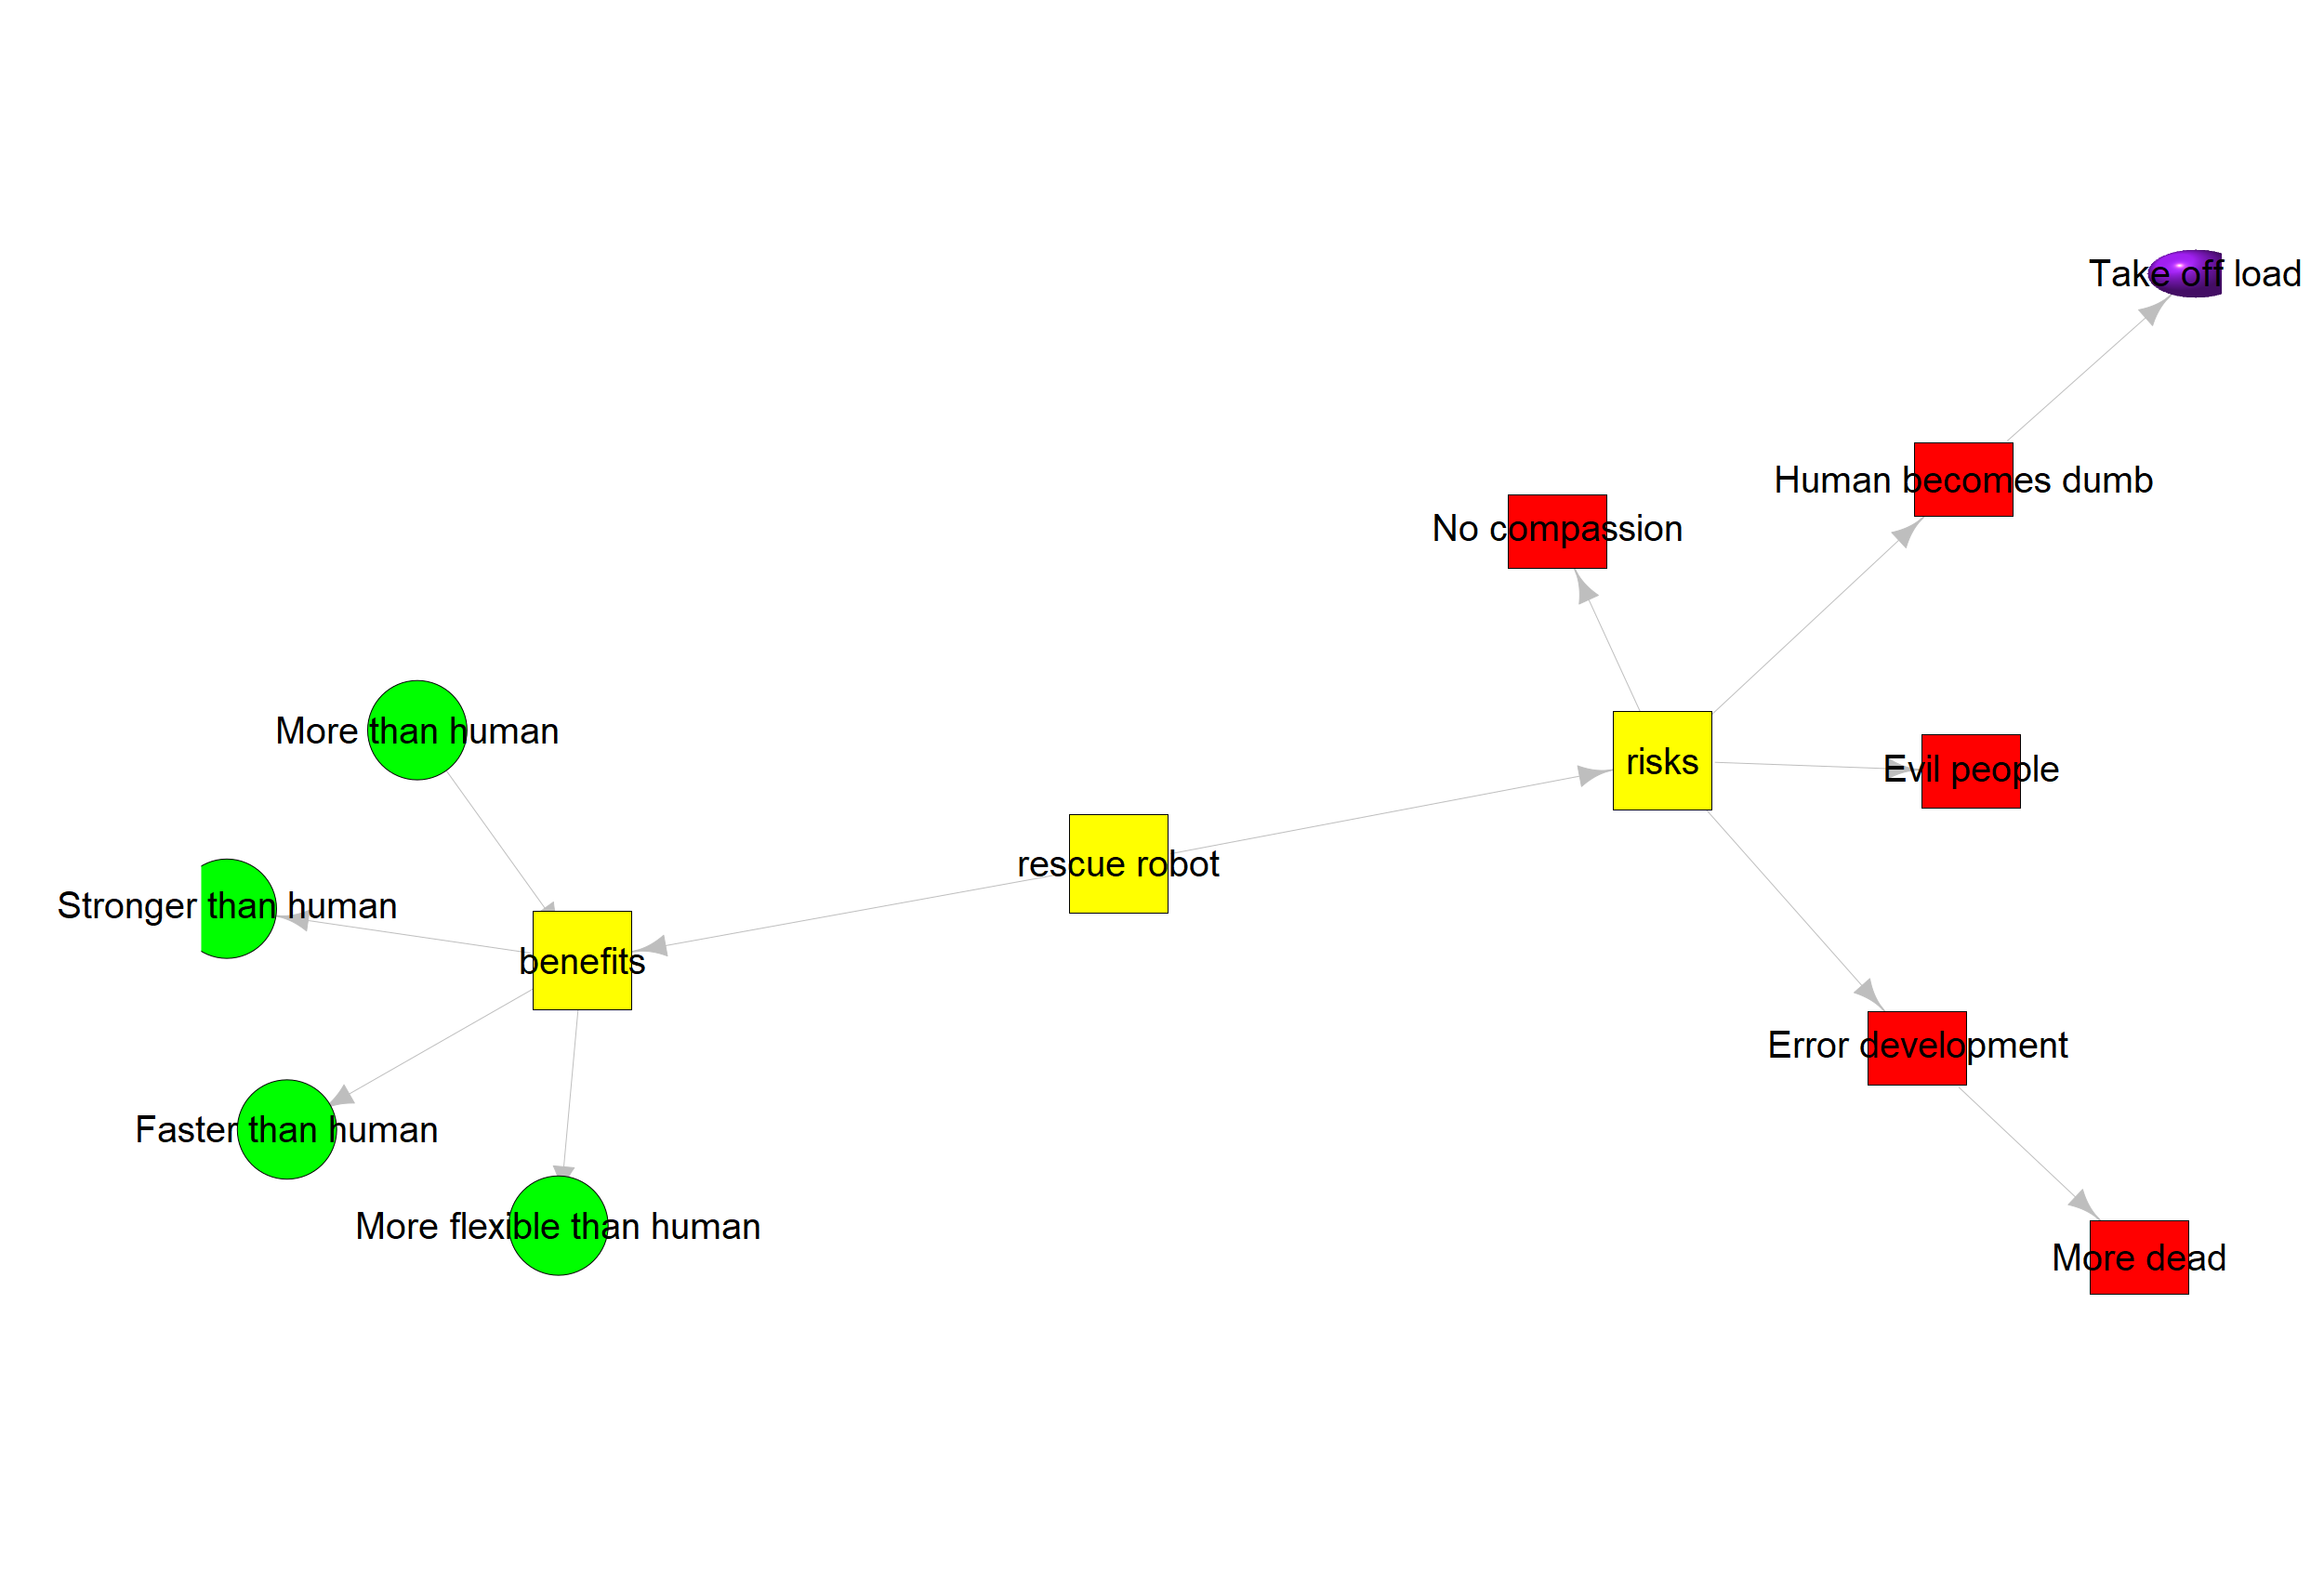 Take off load
Human becomes dumb
No compassion
More than human
risks
Evil people
rescue robot
Stronger than human
benefits
Error development
Faster than human
More flexible than human
More dead